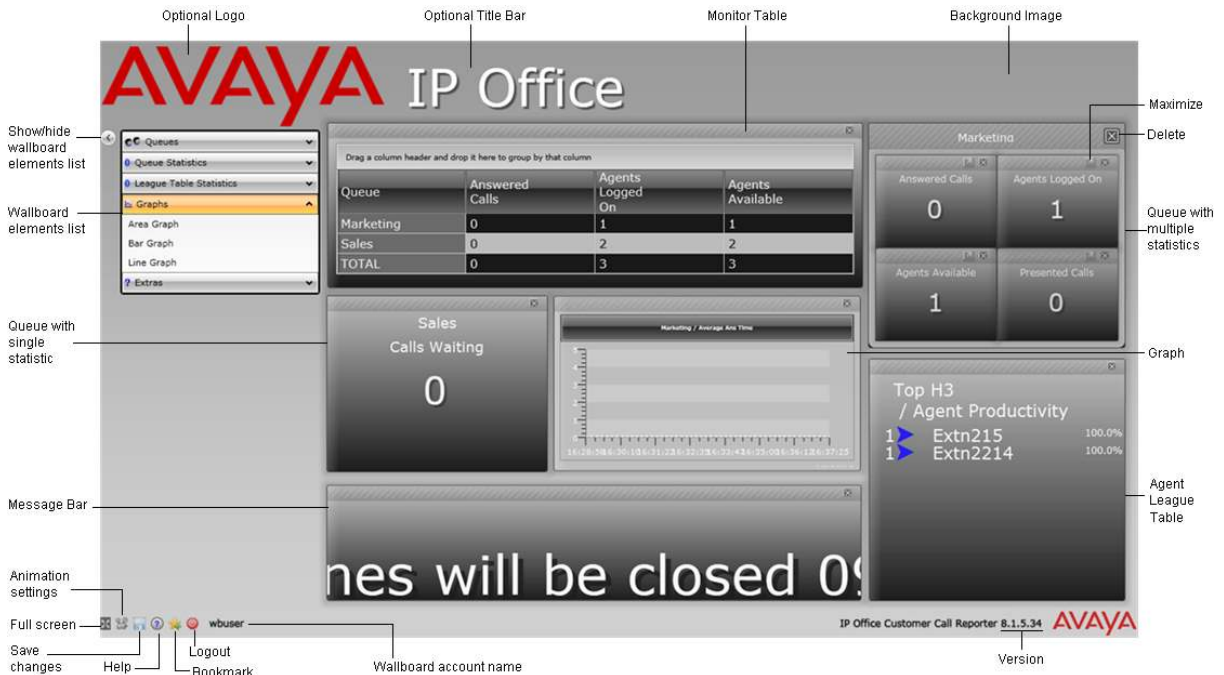 Optional Logo
Optional Title Bar
Monitor Table
Background Image
AVAYA IP Office
Maximize
Delete
Show/hide
wallboard
elements list
Wallboard
elements list
Queues
Queue Statistics
League Table Statistics
Graphs
Area Graph
Bar Graph
Line Graph
Extras
Drag a column header and drop it here to group by that column
Queue Answered Calls Agents Logged On Agents Available
Marketing 0 1 1
Sales 0 2 2
TOTAL 0 3 3
Marketing
Answered Calls Agents Logged On
0 1
Agents Available Presented Calls
1 0
Queue with
multiple
statistics
Queue with
single
statistic
Sales
Calls Waiting
0
Marketing / Average Ans Time
Graph
Top H3
/ Agent Productivity
1 Extn215 100.0%
1 Extn2214 100.0%
Agent
League
Table
Message Bar
nes will be closed
Animation
settings
Full screen
Save
changes
Help
Bookmark
Logout
wbuser
Wallboard account name
IP Office Customer Call Reporter 8.1.5.34 AVAYA
Version